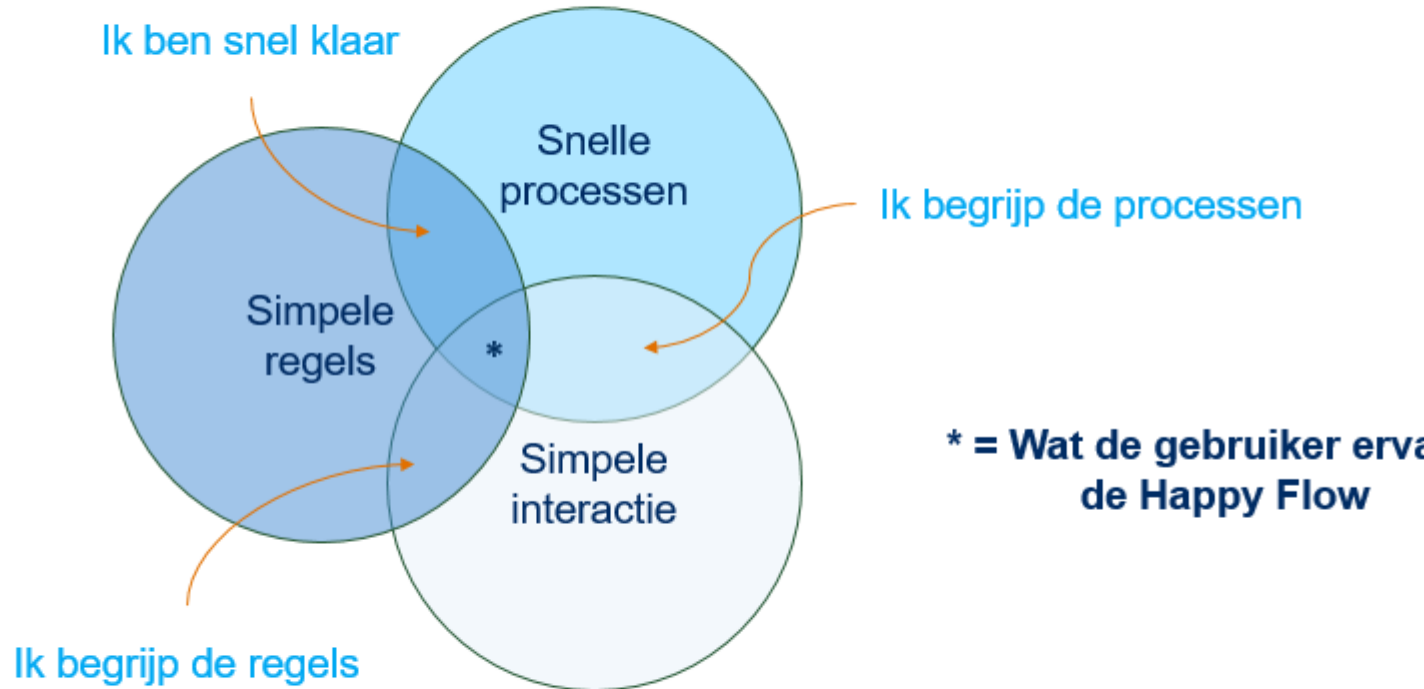 Ik ben snel klaar
Snelle
processen
Ik begrijp de processen
Simpele
regels
*
Simpele
interactie
* = Wat de gebruiker erva
de Happy Flow
Ik begrijp de regels